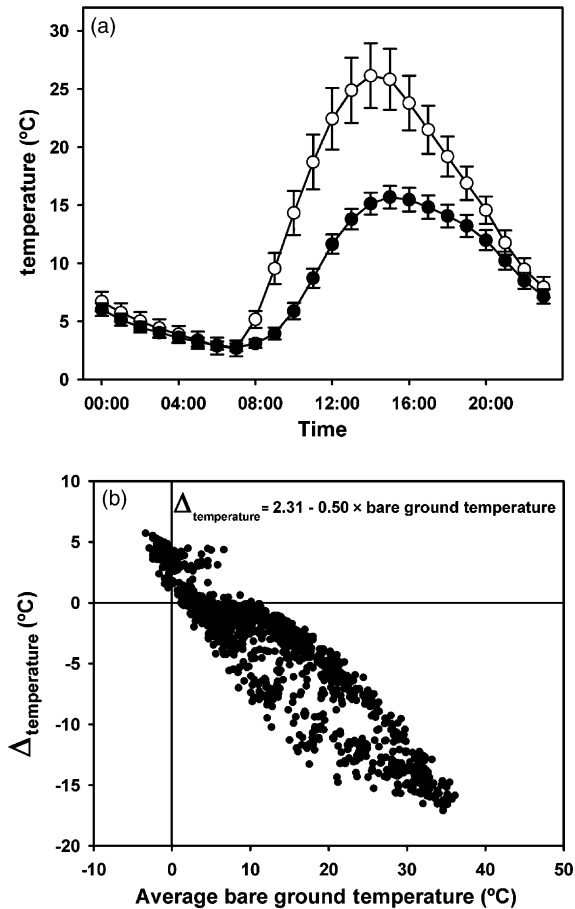 (a)
30
25
20
15
10
5
0
temperature (ºC)
00:00 04:00 08:00 12:00 16:00 20:00
Time
(b)
Δtemperature = 2.31 - 0.50 × bare ground temperature
10
5
0
-5
-10
-15
-20
Δtemperature (ºC)
-10 0 10 20 30 40 50
Average bare ground temperature (ºC)